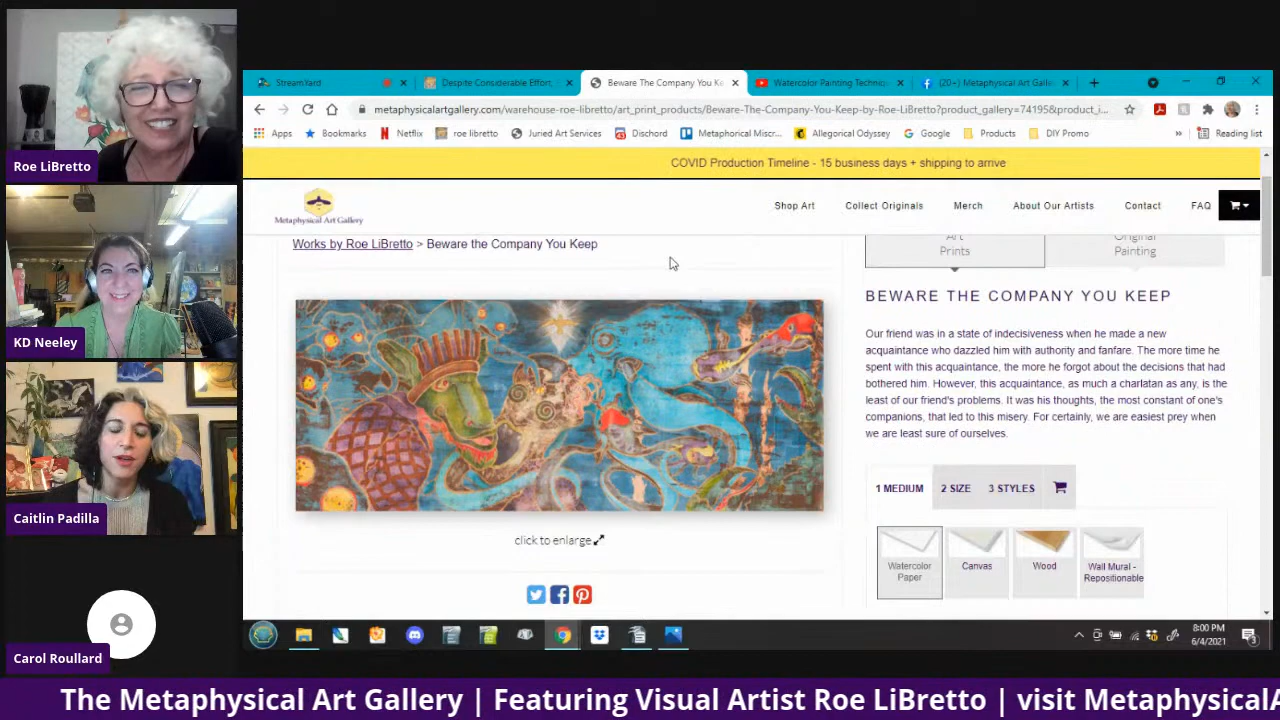 Roe LiBretto
KD Neeley
Caitlin Padilla
Carol Roullard
StreamYard
Despite Considerable Effort,
Beware The Company You Ke
Watercolor Painting Techniq
(20+) Metaphysical Art Galle
metaphysicalartgallery.com/warehouse-roe-libretto/art_print_products/Beware-The-Company-You-Keep-by-Roe-LiBretto?product_gallery=74195&product_i...
Apps Bookmarks Netflix roe libretto Juried Art Services Dischord Metaphorical Miscr... Allegorical Odyssey Google Products DIY Promo » Reading list
COVID Production Timeline - 15 business days + shipping to arrive
Metaphysical Art Gallery
Shop Art Collect Originals Merch About Our Artists Contact FAQ
Works by Roe LiBretto > Beware the Company You Keep
Art
Prints
Original
Painting
BEWARE THE COMPANY YOU KEEP
Our friend was in a state of indecisiveness when he made a new
acquaintance who dazzled him with authority and fanfare. The more time he
spent with this acquaintance, the more he forgot about the decisions that had
bothered him. However, this acquaintance, as much a charlatan as any, is the
least of our friend's problems. It was his thoughts, the most constant of one's
companions, that led to this misery. For certainly, we are easiest prey when
we are least sure of ourselves.
1 MEDIUM 2 SIZE 3 STYLES
Watercolor
Paper
Canvas
Wood
Wall Mural -
Repositionable
click to enlarge
8:00 PM
6/4/2021
The Metaphysical Art Gallery | Featuring Visual Artist Roe LiBretto | visit MetaphysicalA